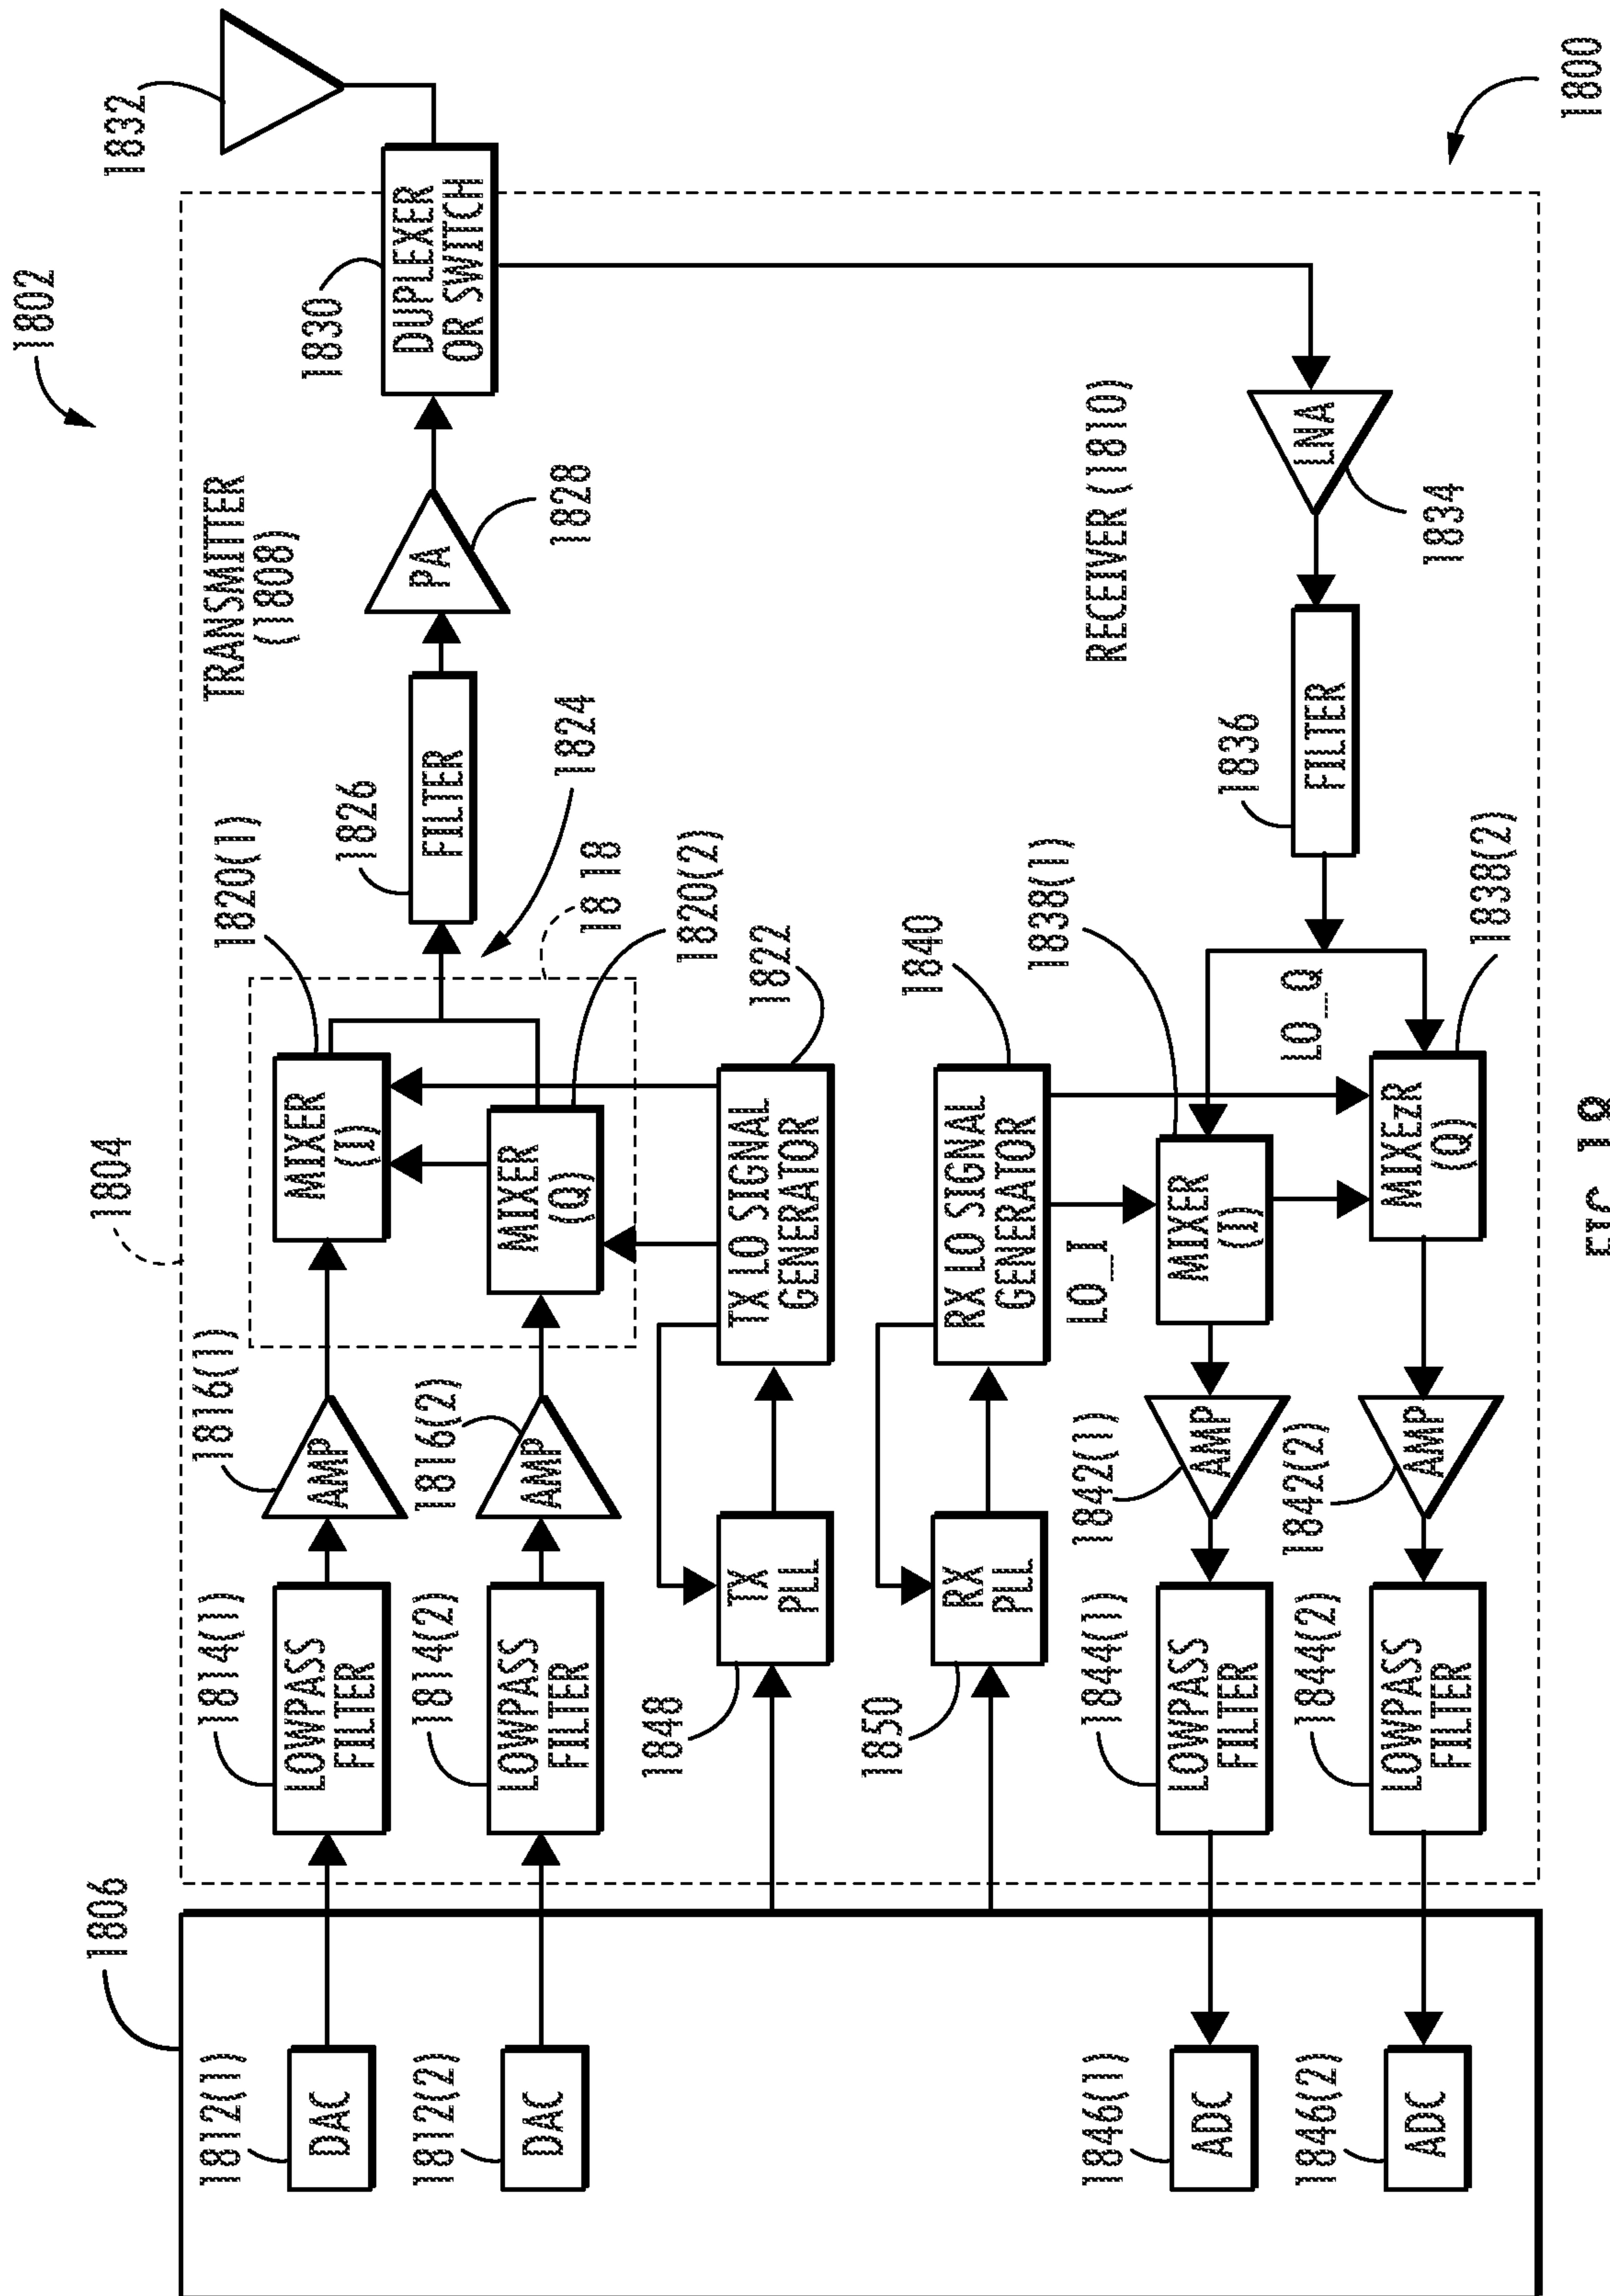 1800
1802
1804
1806
TRANSMITTER
(1808)
1812(1)
DAC
1814(1)
LOWPASS
FILTER
1816(1)
AMP
1820(1)
MIXER
(I)
1826
FILTER
PA
1828
1830
DUPLEXER
OR SWITCH
1832
1812(2)
DAC
1814(2)
LOWPASS
FILTER
1816(2)
AMP
MIXER
(Q)
1824
18 18
1820(2)
1822
1848
TX
PLL
TX LO SIGNAL
GENERATOR
1850
RX
PLL
RX LO SIGNAL
GENERATOR
1840
RECEIVER (1810)
LO_I
1838(1)
1846(1)
ADC
1844(1)
LOWPASS
FILTER
1842(1)
AMP
MIXER
(I)
LO_Q
1836
FILTER
LNA
1834
1846(2)
ADC
1844(2)
LOWPASS
FILTER
1842(2)
AMP
MIXEzR
(Q)
1838(2)